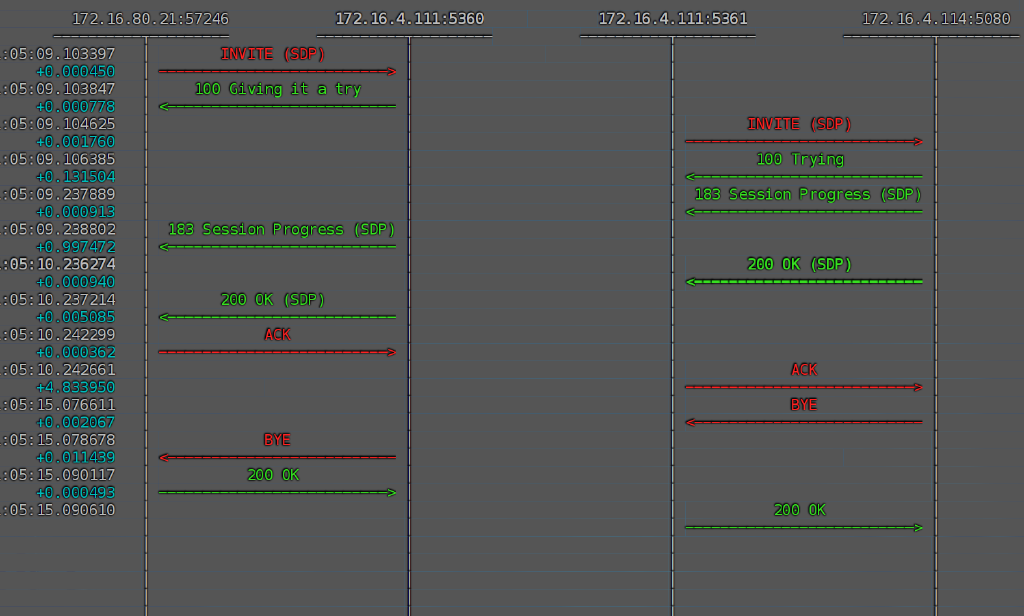 172.16.80.21:57246 172.16.4.111:5360 172.16.4.111:5361 172.16.4.114:5080
:05:09.103397 INVITE (SDP)
+0.000450
:05:09.103847 100 Giving it a try
+0.000778
:05:09.104625 INVITE (SDP)
+0.001760
:05:09.106385 100 Trying
+0.131504
:05:09.237889 183 Session Progress (SDP)
+0.000913
:05:09.238802 183 Session Progress (SDP)
+0.997472
:05:10.236274 200 OK (SDP)
+0.000940
:05:10.237214 200 OK (SDP)
+0.005085
:05:10.242299 ACK
+0.000362
:05:10.242661 ACK
+4.833950
:05:15.076611 BYE
+0.002067
:05:15.078678 BYE
+0.011439
:05:15.090117 200 OK
+0.000493
:05:15.090610 200 OK